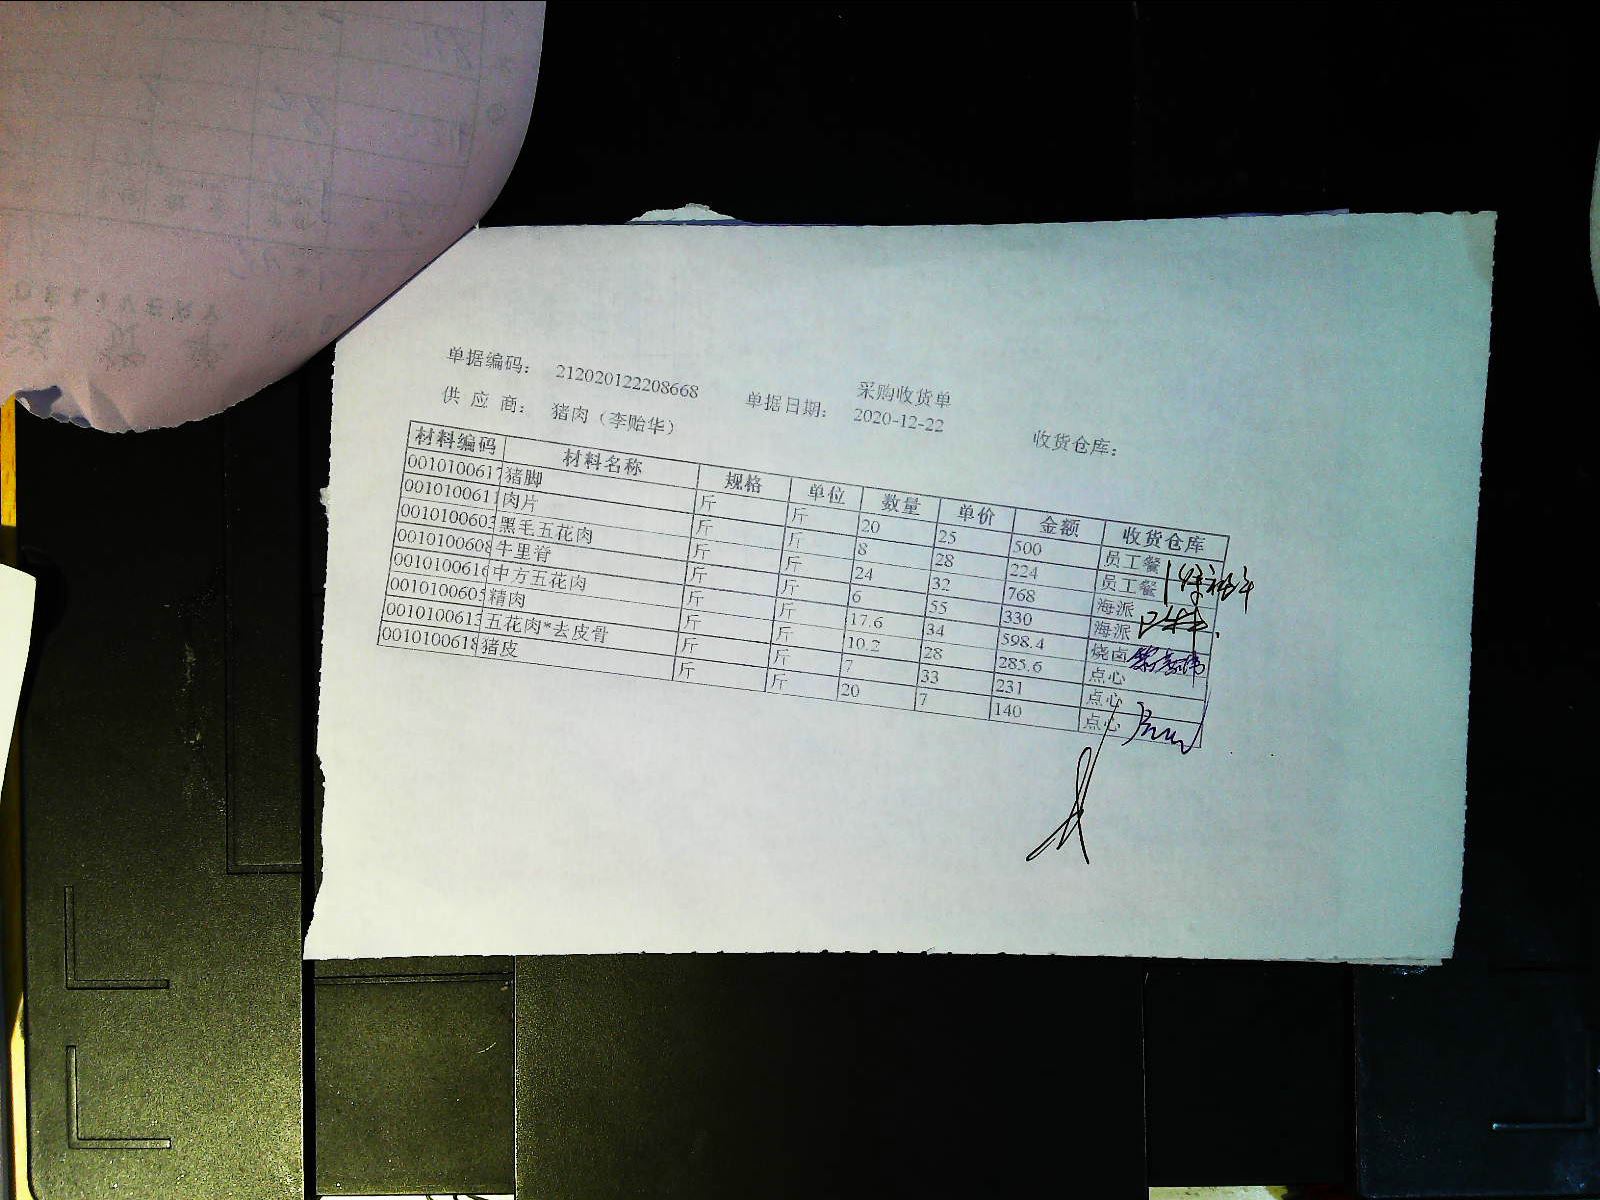 采购收货单
单据编码： 212020122208668 单据日期： 2020-12-22 收货仓库：
供 应 商： 猪肉（李贻华）
材料编码 材料名称 规格 单位 数量 单价 金额 收货仓库
0010100617 猪脚 斤 斤 20 25 500 员工餐
0010100611 肉片 斤 斤 8 28 224 员工餐
0010100603 黑毛五花肉 斤 斤 24 32 768 海派
0010100608 牛里脊 斤 斤 6 55 330 海派
0010100616 中方五花肉 斤 斤 17.6 34 598.4 烧卤
0010100605 精肉 斤 斤 10.2 28 285.6 点心
0010100613 五花肉*去皮骨 斤 斤 7 33 231 点心
0010100618 猪皮 斤 斤 20 7 140 点心
DELIVERY